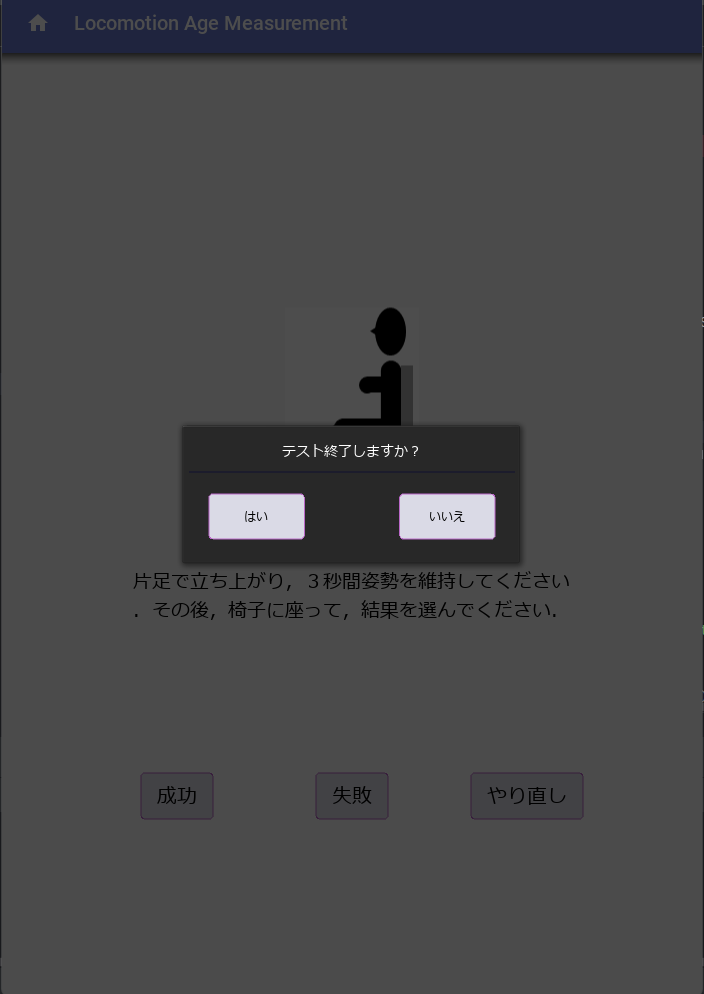 Locomotion Age Measurement
テスト終了しますか？
はい
いいえ
片足で立ち上がり，３秒間姿勢を維持してください
．その後，椅子に座って，結果を選んでください．
成功
失敗
やり直し